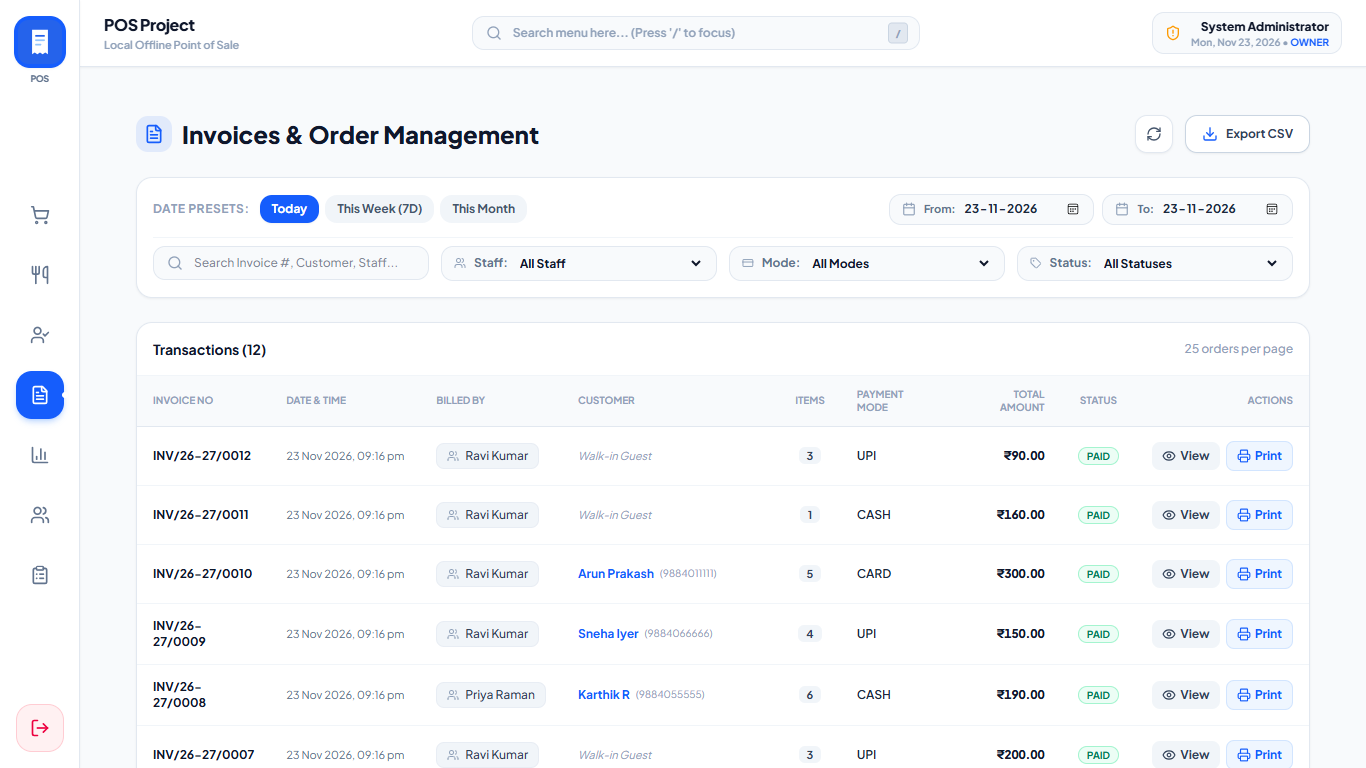 POS Project
Local Offline Point of Sale
Search menu here... (Press '/' to focus)
/
System Administrator
Mon, Nov 23, 2026 • OWNER
POS
Invoices & Order Management
Export CSV
DATE PRESETS: Today This Week (7D) This Month
From: 23-11-2026 To: 23-11-2026
Search Invoice #, Customer, Staff...
Staff: All Staff
Mode: All Modes
Status: All Statuses
Transactions (12)
25 orders per page
INVOICE NO DATE & TIME BILLED BY CUSTOMER ITEMS PAYMENT MODE TOTAL AMOUNT STATUS ACTIONS
INV/26-27/0012 23 Nov 2026, 09:16 pm Ravi Kumar Walk-in Guest 3 UPI ₹90.00 PAID View Print
INV/26-27/0011 23 Nov 2026, 09:16 pm Ravi Kumar Walk-in Guest 1 CASH ₹160.00 PAID View Print
INV/26-27/0010 23 Nov 2026, 09:16 pm Ravi Kumar Arun Prakash (9884011111) 5 CARD ₹300.00 PAID View Print
INV/26-27/0009 23 Nov 2026, 09:16 pm Ravi Kumar Sneha Iyer (9884066666) 4 UPI ₹150.00 PAID View Print
INV/26-27/0008 23 Nov 2026, 09:16 pm Priya Raman Karthik R (9884055555) 6 CASH ₹190.00 PAID View Print
INV/26-27/0007 23 Nov 2026, 09:16 pm Ravi Kumar Walk-in Guest 3 UPI ₹200.00 PAID View Print